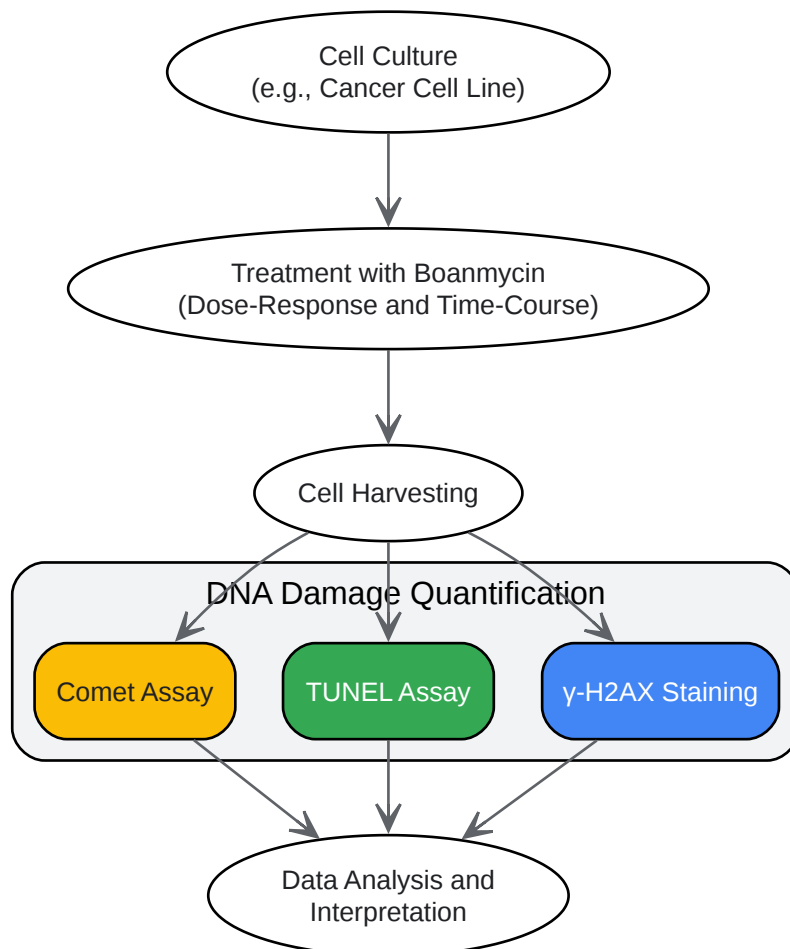 Cell Culture
(e.g., Cancer Cell Line)
Treatment with Boanmycin
(Dose-Response and Time-Course)
Cell Harvesting
DNA Damage Quantification
Comet Assay
TUNEL Assay
γ-H2AX Staining
Data Analysis and
Interpretation